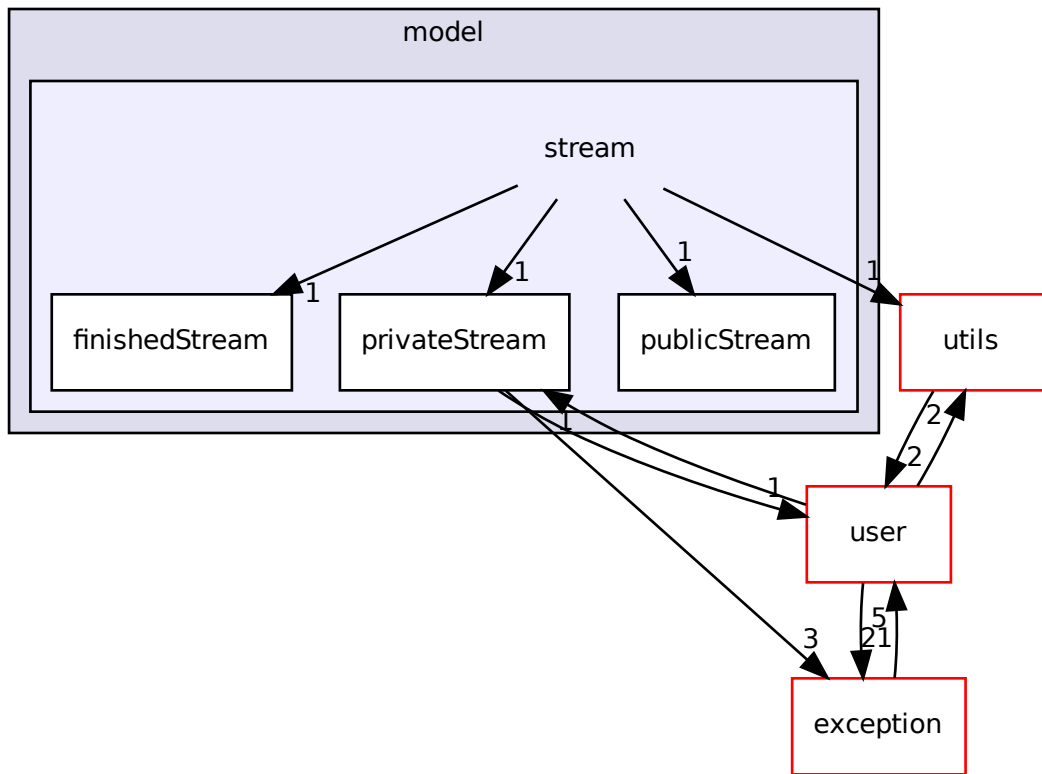 model
stream
1
1
1
1
finishedStream
privateStream
publicStream
utils
1
2
2
1
user
5
21
3
exception